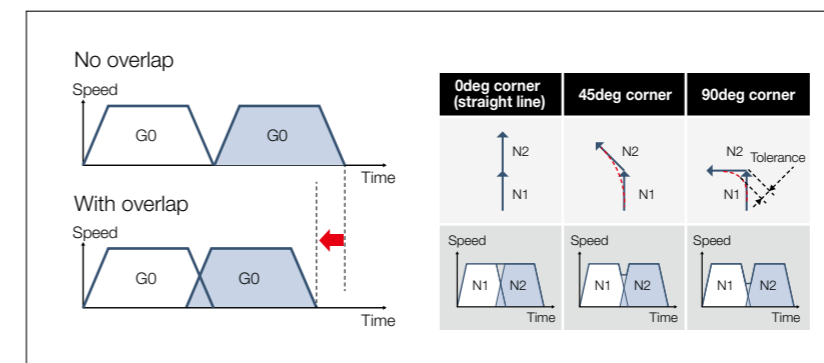 No overlap
Speed
G0
G0
Time
With overlap
Speed
G0
G0
Time
0deg corner
(straight line)
45deg corner
90deg corner
N2
N1
N2
N1
N2
Tolerance
N1
Speed
N1
N2
Time
Speed
N1
N2
Time
Speed
N1
N2
Time